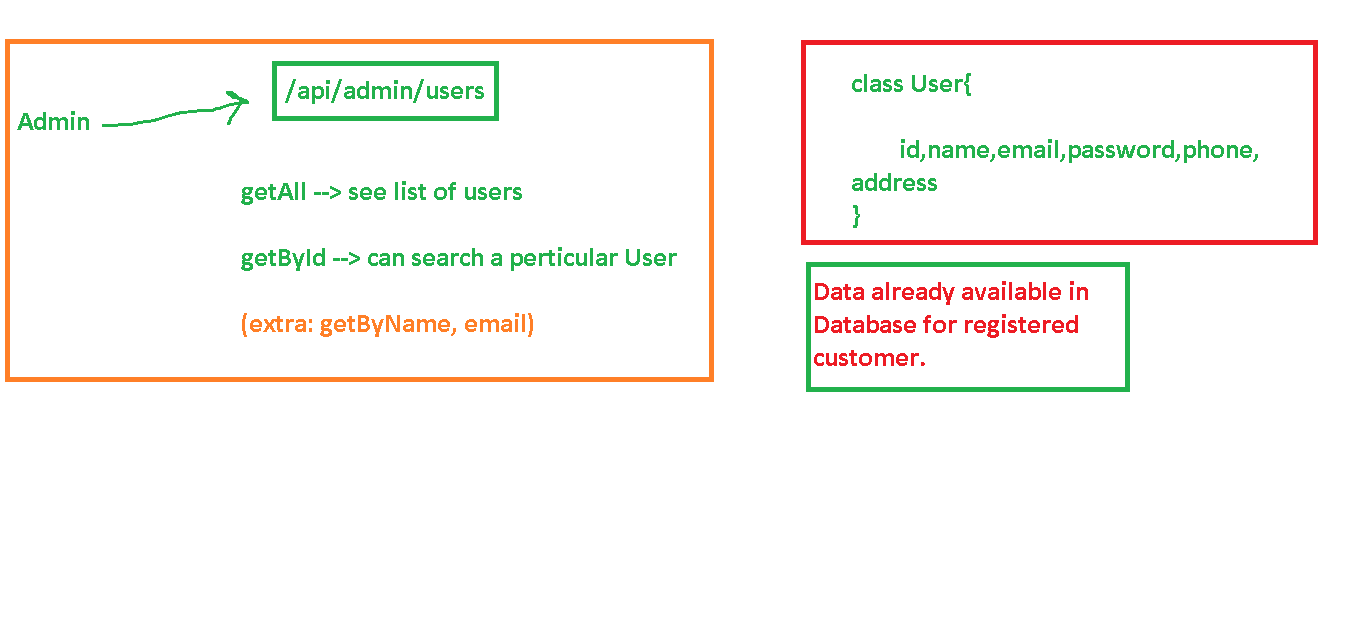 /api/admin/users
Admin
getAll --> see list of users
getById --> can search a perticular User
(extra: getByName, email)
class User{
id,name,email,password,phone,
address
}
Data already available in
Database for registered
customer.